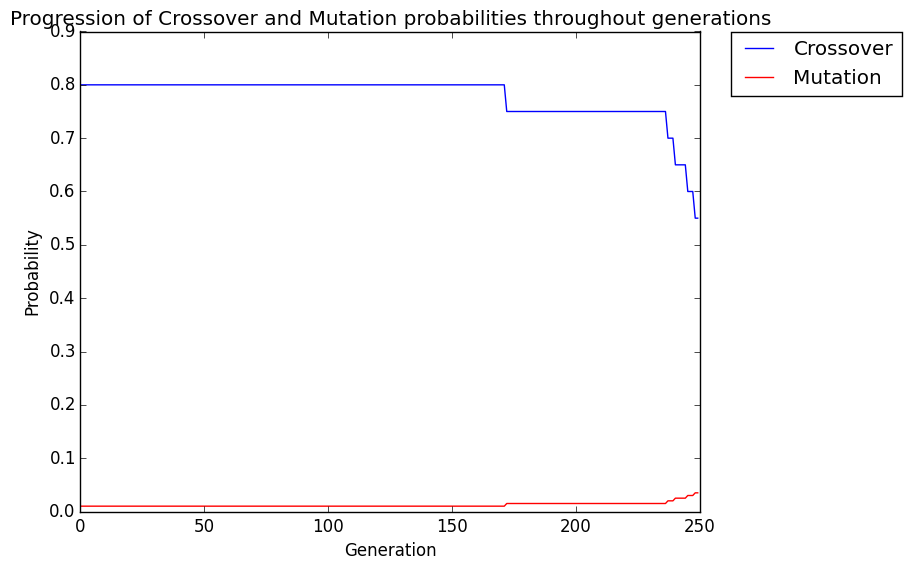 Progression of Crossover and Mutation probabilities throughout generations
0.9
0.8
0.7
0.6
0.5
0.4
0.3
0.2
0.1
0.0
Probability
0 50 100 150 200 250
Generation
Crossover
Mutation